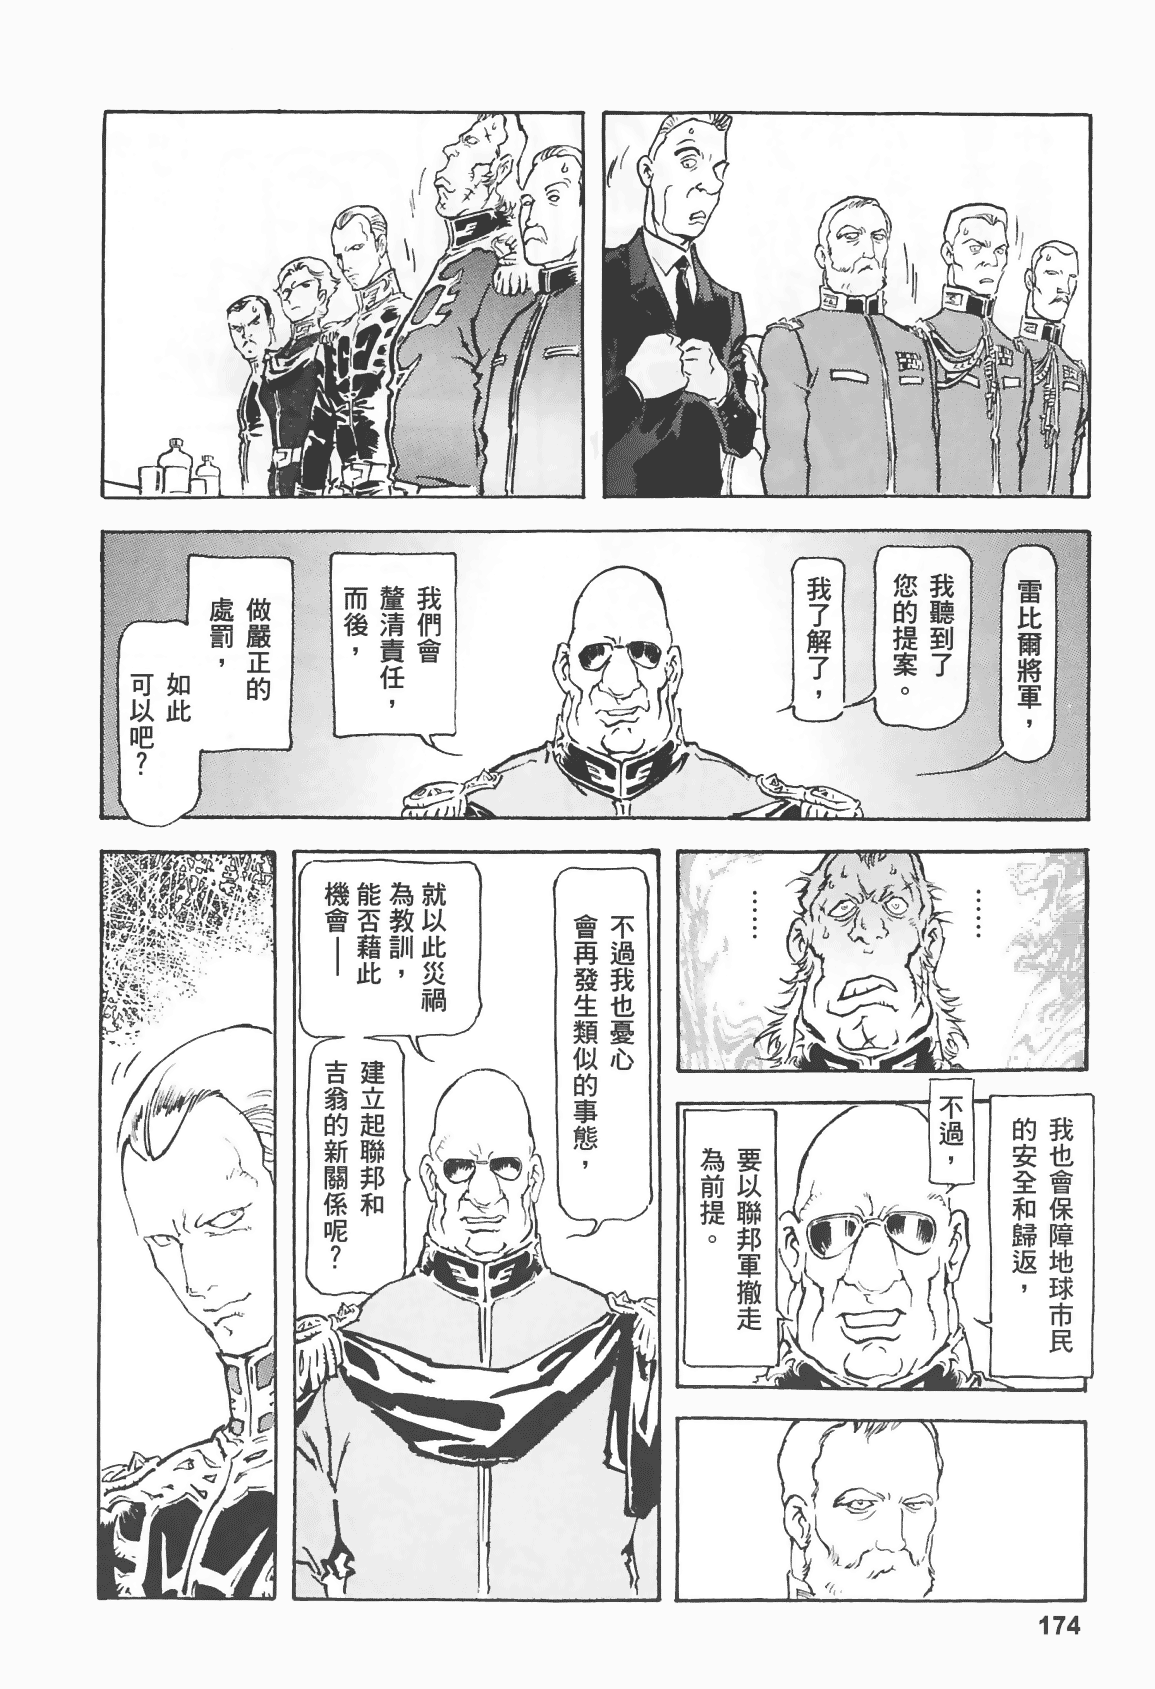 雷比爾將軍，
我聽到了
您的提案。
我了解了，
我們會
釐清責任，
而後，
做嚴正的
處罰，
如此
可以吧？
……
……
我也會保障地球市民
的安全和歸返，
不過，
要以聯邦軍撤走
為前提。
不過我也憂心
會再發生類似的事態，
就以此災禍
為教訓，
能否藉此
機會─
建立起聯邦和
吉翁的新關係呢？
174